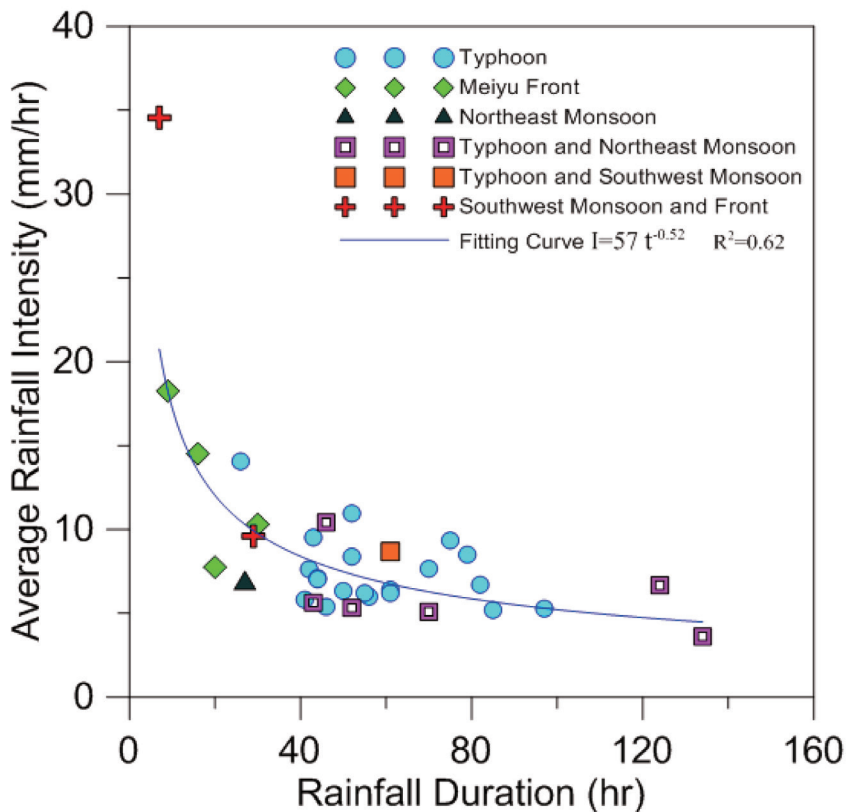 40
30
20
10
0
Average Rainfall Intensity (mm/hr)
Typhoon
Meiyu Front
Northeast Monsoon
Typhoon and Northeast Monsoon
Typhoon and Southwest Monsoon
Southwest Monsoon and Front
Fitting Curve I=57 t^-0.52 R²=0.62
0 40 80 120 160
Rainfall Duration (hr)